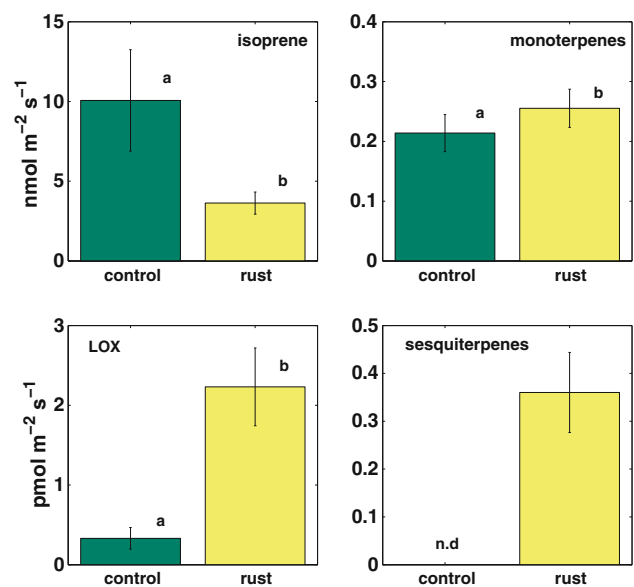 isoprene
nmol m−2 s−1
15
10
5
0
a
b
control rust
monoterpenes
0.4
0.3
0.2
0.1
0
a
b
control rust
LOX
pmol m−2 s−1
3
2
1
0
a
b
control rust
sesquiterpenes
0.5
0.4
0.3
0.2
0.1
0
n.d
control rust